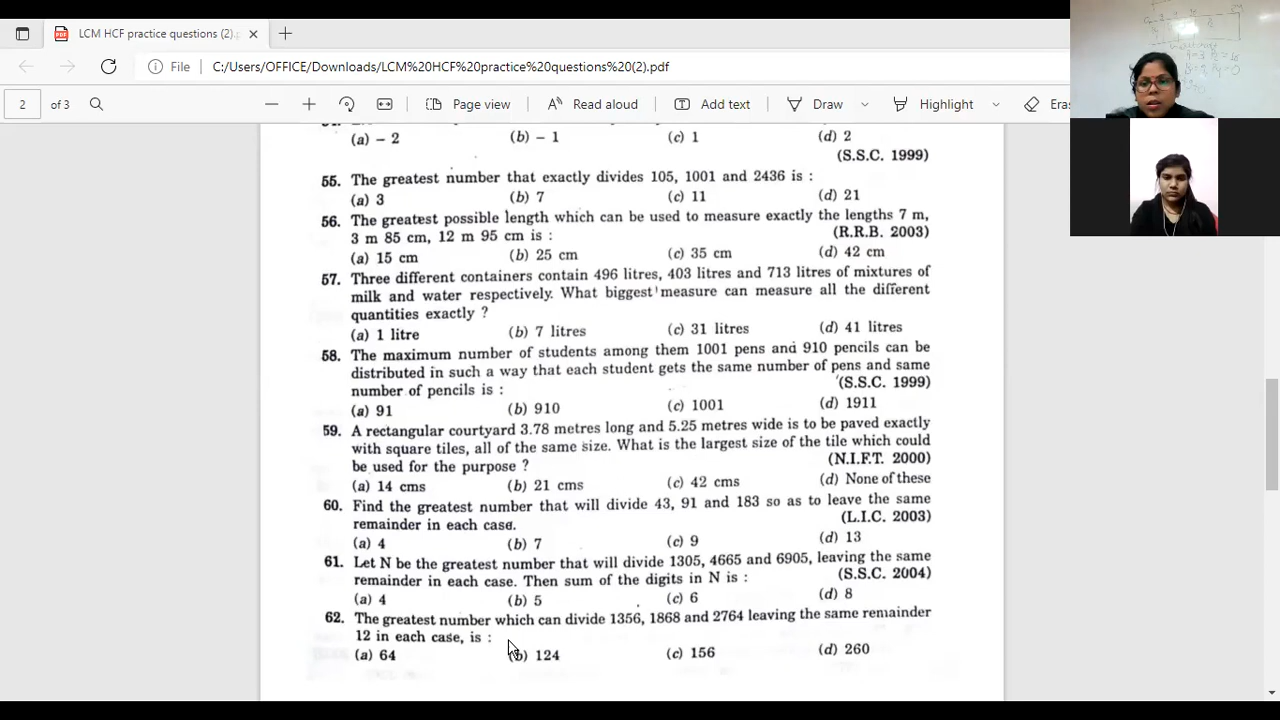 LCM HCF practice questions (2).p
File C:/Users/OFFICE/Downloads/LCM%20HCF%20practice%20questions%20(2).pdf
2 of 3 Page view Read aloud Add text Draw Highlight Eras
(a) – 2 (b) – 1 (c) 1 (d) 2
(S.S.C. 1999)
55. The greatest number that exactly divides 105, 1001 and 2436 is :
(a) 3 (b) 7 (c) 11 (d) 21
56. The greatest possible length which can be used to measure exactly the lengths 7 m,
3 m 85 cm, 12 m 95 cm is : (R.R.B. 2003)
(a) 15 cm (b) 25 cm (c) 35 cm (d) 42 cm
57. Three different containers contain 496 litres, 403 litres and 713 litres of mixtures of
milk and water respectively. What biggest measure can measure all the different
quantities exactly ?
(a) 1 litre (b) 7 litres (c) 31 litres (d) 41 litres
58. The maximum number of students among them 1001 pens and 910 pencils can be
distributed in such a way that each student gets the same number of pens and same
number of pencils is : (S.S.C. 1999)
(a) 91 (b) 910 (c) 1001 (d) 1911
59. A rectangular courtyard 3.78 metres long and 5.25 metres wide is to be paved exactly
with square tiles, all of the same size. What is the largest size of the tile which could
be used for the purpose ? (N.I.F.T. 2000)
(a) 14 cms (b) 21 cms (c) 42 cms (d) None of these
60. Find the greatest number that will divide 43, 91 and 183 so as to leave the same
remainder in each case. (L.I.C. 2003)
(a) 4 (b) 7 (c) 9 (d) 13
61. Let N be the greatest number that will divide 1305, 4665 and 6905, leaving the same
remainder in each case. Then sum of the digits in N is : (S.S.C. 2004)
(a) 4 (b) 5 (c) 6 (d) 8
62. The greatest number which can divide 1356, 1868 and 2764 leaving the same remainder
12 in each case, is :
(a) 64 (b) 124 (c) 156 (d) 260